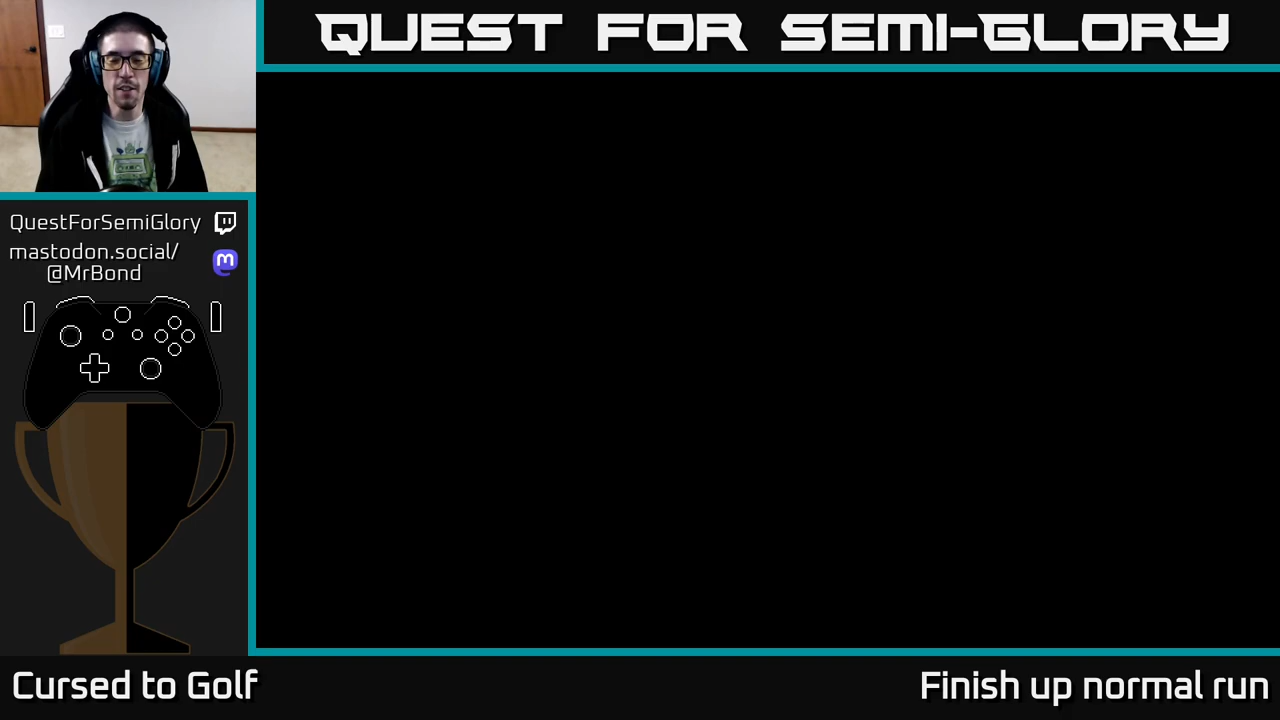 QUEST FOR SEMI-GLORY
QuestForSemiGlory
mastodon.social/
@MrBond
Cursed to Golf
Finish up normal run